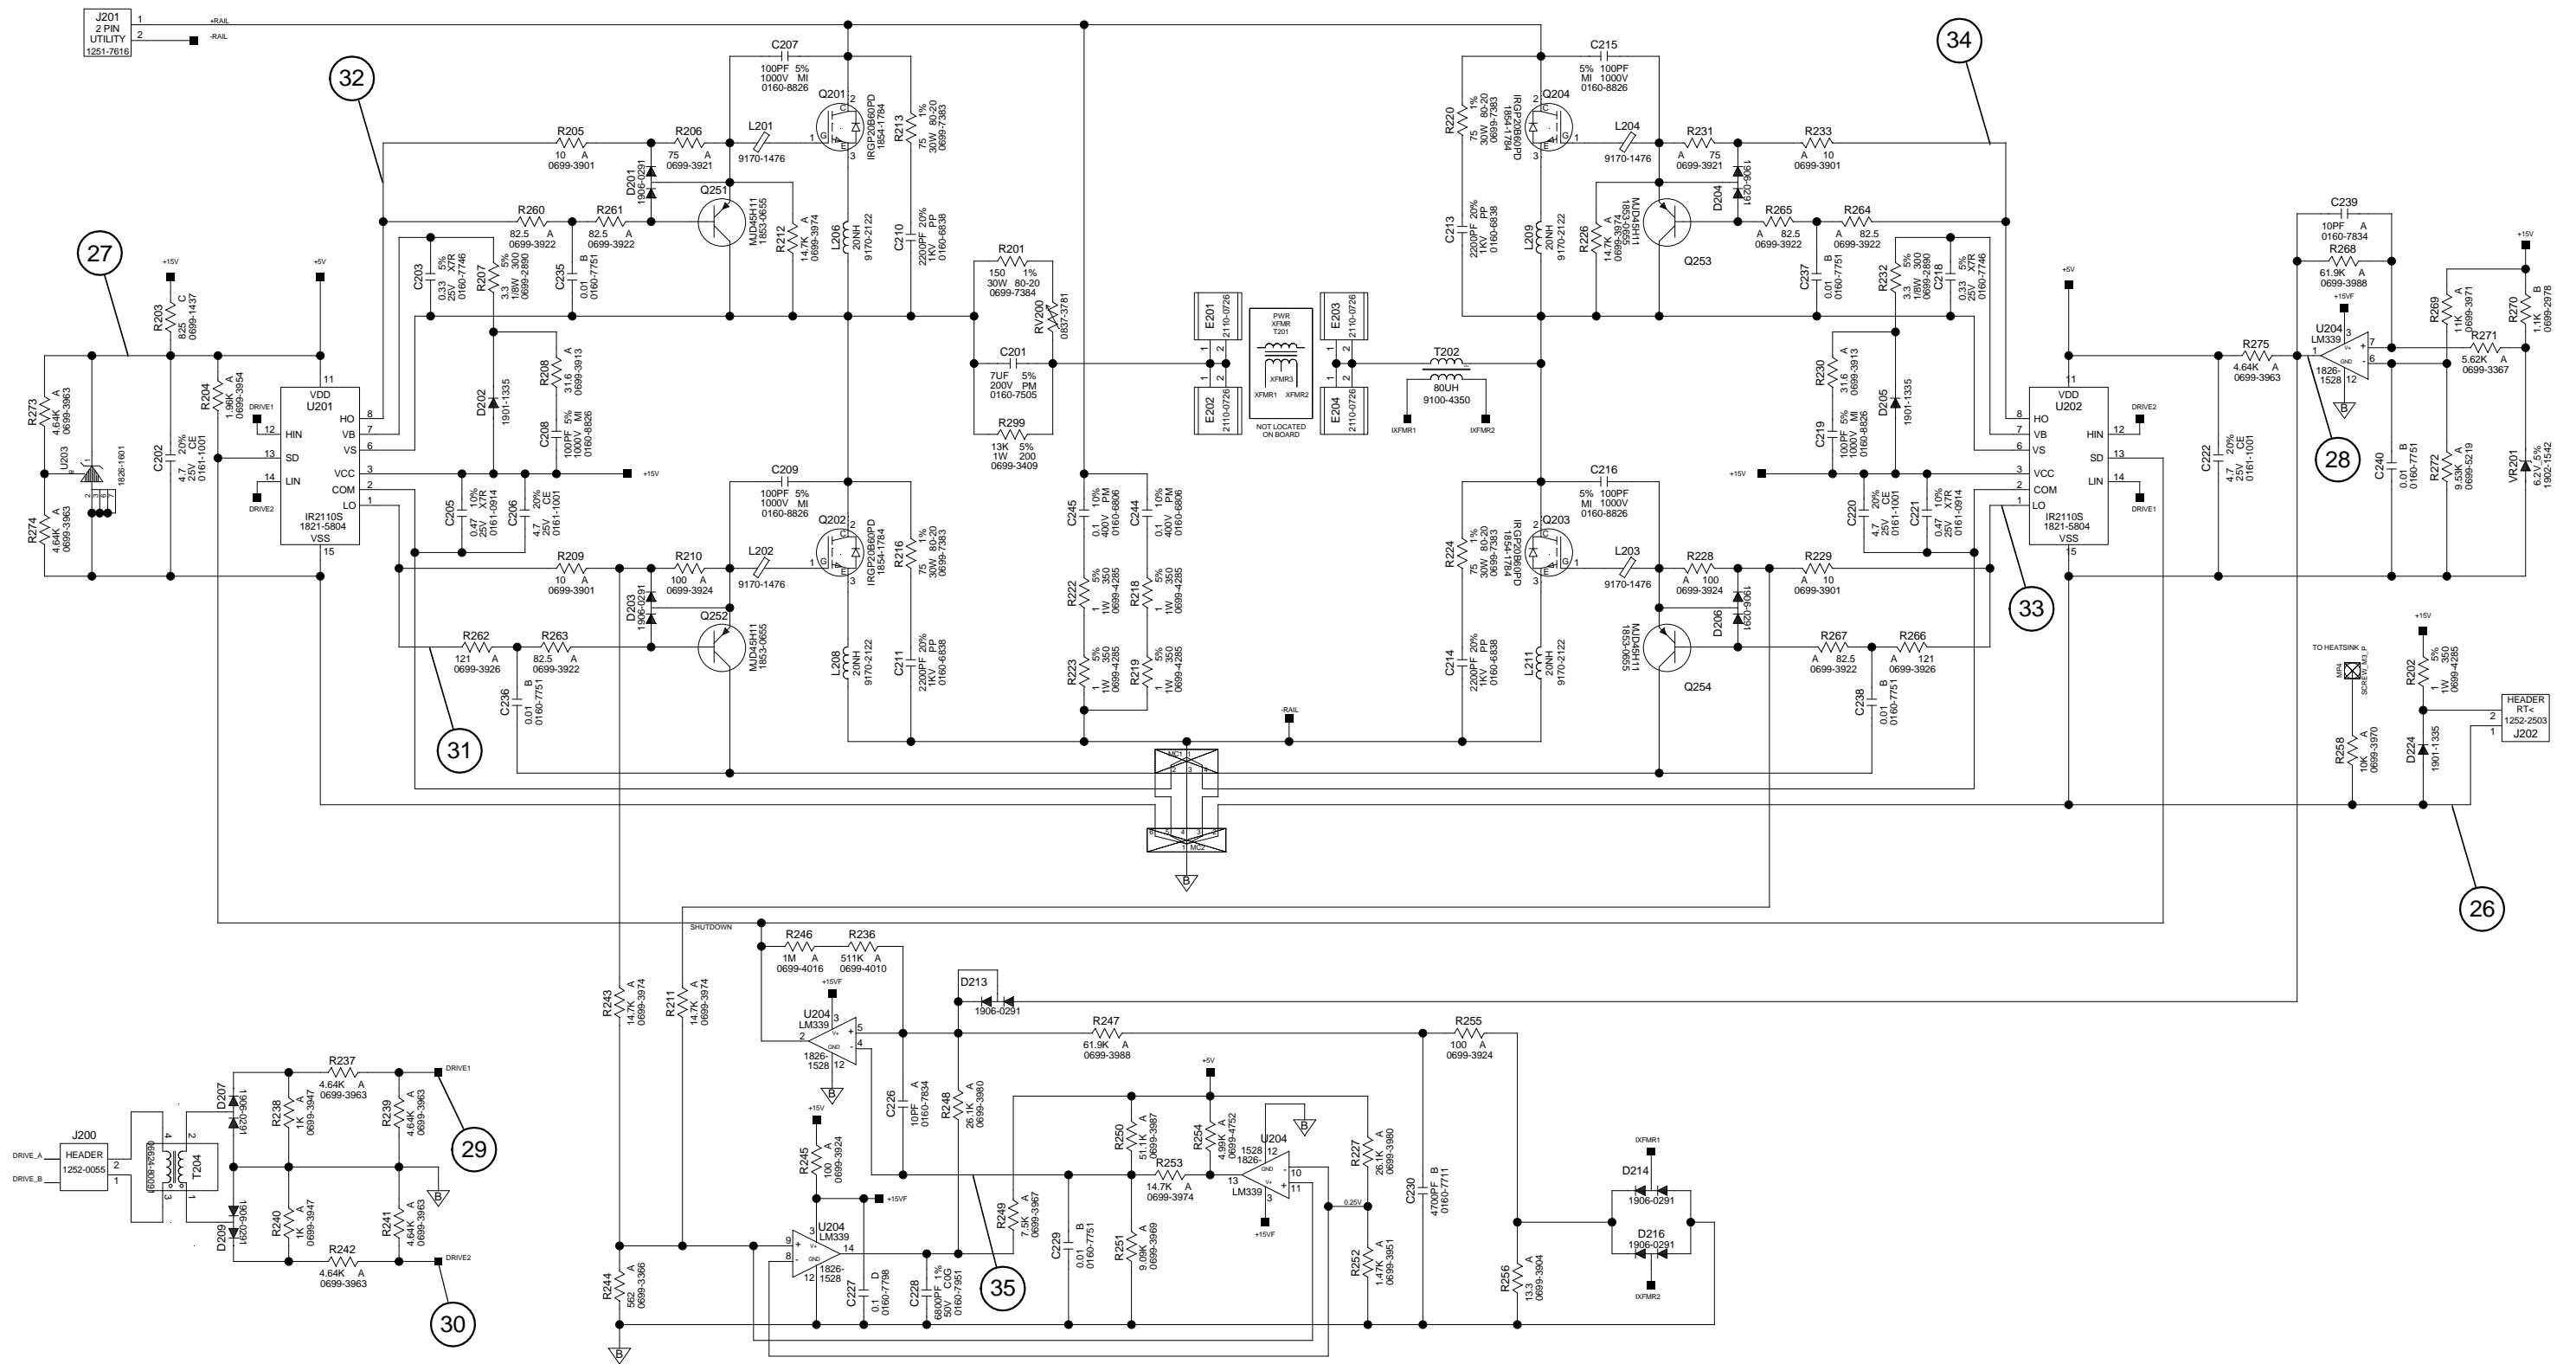 J201
2 PIN
UTILITY
1251-7616
1
2
+RAIL
-RAIL
32
34
27
C207
100PF 5%
1000V MI
0160-8826
Q201
IRGP20B60PD
1854-1784
R213
75 1%
30W 80-20
0699-7383
L201
9170-1476
R205
10 A
0699-3901
R206
75 A
0699-3921
D201
1906-0291
Q251
MJD45H11
1853-0655
R260
82.5 A
0699-3922
R261
82.5 A
0699-3922
R212
14.7K A
0699-3974
L206
20NH
9170-2122
C210
2200PF 20%
1KV PP
0160-6838
C203
0.33 5%
25V X7R
0160-7746
R207
3.3 5%
1/8W 300
0699-2890
C235
0.01 B
0160-7751
R201
150 1%
30W 80-20
0699-7384
RV200
0837-3781
C201
7UF 5%
200V PM
0160-7505
R299
13K 5%
1W 200
0699-3409
E201
2110-0726
E202
2110-0726
E203
2110-0726
E204
2110-0726
PWR
XFMR
T201
XFMR3
XFMR1 XFMR2
NOT LOCATED
ON BOARD
T202
80UH
9100-4350
IXFMR1
IXFMR2
C215
5% 100PF
MI 1000V
0160-8826
Q204
IRGP20B60PD
1854-1784
R220
75 1%
30W 80-20
0699-7383
L204
9170-1476
R231
A 75
0699-3921
R233
A 10
0699-3901
D204
1906-0291
MJD45H11
1853-0655
Q253
R265
A 82.5
0699-3922
R264
A 82.5
0699-3922
C213
2200PF 20%
1KV PP
0160-6838
L209
20NH
9170-2122
R226
14.7K A
0699-3974
C237
0.01 B
0160-7751
R232
3.3 5%
1/8W 300
0699-2890
C218
0.33 5%
25V X7R
0160-7746
C239
10PF A
0160-7834
R268
61.9K A
0699-3988
+15VF
U204
LM339
1826-
1528
R269
11K A
0699-3971
R270
1.1K B
0699-2978
R271
5.62K A
0699-3367
+15V
R275
4.64K A
0699-3963
28
B
C240
0.01 B
0160-7751
R272
9.53K A
0699-5219
VR201
6.2V 5%
1902-1542
C222
4.7 20%
25V CE
0161-1001
+15V
+5V
R203
825 C
0699-1437
R273
4.64K A
0699-3963
R274
4.64K A
0699-3963
U203
1826-1601
C202
4.7 20%
25V CE
0161-1001
R204
1.96K A
0699-3954
DRIVE1
DRIVE2
VDD
U201
HO
HIN
VB
VS
SD
VCC
COM
LIN
LO
IR2110S
1821-5804
VSS
D202
1901-1335
R208
31.6 A
0699-3913
C208
100PF 5%
1000V MI
0160-8826
+15V
C205
0.47 10%
25V X7R
0161-0914
C206
4.7 20%
25V CE
0161-1001
C209
100PF 5%
1000V MI
0160-8826
Q202
IRGP20B60PD
1854-1784
R216
75 1%
30W 80-20
0699-7383
R209
10 A
0699-3901
R210
100 A
0699-3924
L202
9170-1476
D203
1906-0291
Q252
MJD45H11
1853-0655
R262
121 A
0699-3926
R263
82.5 A
0699-3922
C236
0.01 B
0160-7751
31
L208
20NH
9170-2122
C211
2200PF 20%
1KV PP
0160-6838
C245
0.1 10%
400V PM
0160-6806
C244
0.1 10%
400V PM
0160-6806
R222
1 5%
1W 350
0699-4285
R218
1 5%
1W 350
0699-4285
R223
1 5%
1W 350
0699-4285
R219
1 5%
1W 350
0699-4285
-RAIL
C216
5% 100PF
MI 1000V
0160-8826
Q203
IRGP20B60PD
1854-1784
R224
75 1%
30W 80-20
0699-7383
L203
9170-1476
R228
A 100
0699-3924
R229
A 10
0699-3901
D206
1906-0291
MJD45H11
1853-0655
Q254
R267
A 82.5
0699-3922
R266
A 121
0699-3926
C238
0.01 B
0160-7751
C214
2200PF 20%
1KV PP
0160-6838
L211
20NH
9170-2122
R230
31.6 A
0699-3913
C219
100PF 5%
1000V MI
0160-8826
D205
1901-1335
+15V
C220
4.7 20%
25V CE
0161-1001
C221
0.47 10%
25V X7R
0161-0914
+5V
VDD
U202
HO
VB
HIN
VS
SD
VCC
COM
LIN
LO
IR2110S
1821-5804
VSS
DRIVE2
DRIVE1
33
TO HEATSINK
MP4
SCREW_M3_P
R258
10K A
0699-3970
+15V
R202
1 5%
1W 350
0699-4285
D224
1901-1335
HEADER
RT<
1252-2503
J202
26
MC1
MC2
B
SHUTDOWN
R246
1M A
0699-4016
R236
511K A
0699-4010
+15VF
U204
LM339
1826-
1528
B
D213
1906-0291
R243
14.7K A
0699-3974
R211
14.7K A
0699-3974
C226
10PF A
0160-7834
R248
26.1K A
0699-3980
R247
61.9K A
0699-3988
R255
100 A
0699-3924
+5V
R250
51.1K A
0699-3987
R254
4.99K A
0699-4752
R253
14.7K A
0699-3974
U204
1528
1826-
LM339
+15VF
B
R227
26.1K A
0699-3980
0.25V
R252
1.47K A
0699-3951
C230
4700PF B
0160-7711
R249
7.5K A
0699-3967
C229
0.01 B
0160-7751
R251
9.09K A
0699-3969
+15V
R245
100 A
0699-3924
+15VF
U204
LM339
1826-
1528
C227
0.1 D
0160-7798
C228
6800PF 1%
50V C0G
0160-7951
35
R244
562 A
0699-3366
B
R256
13.3 A
0699-3904
IXFMR1
D214
1906-0291
D216
1906-0291
IXFMR2
J200
HEADER
1252-0055
DRIVE_A
DRIVE_B
06624-80091
T204
D207
1906-0291
D209
1906-0291
R237
4.64K A
0699-3963
R238
1K A
0699-3947
R239
4.64K A
0699-3963
R240
1K A
0699-3947
R241
4.64K A
0699-3963
R242
4.64K A
0699-3963
DRIVE1
DRIVE2
B
29
30